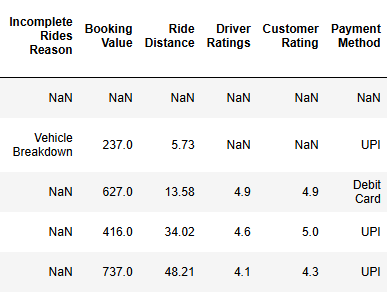 Incomplete Rides Reason Booking Value Ride Distance Driver Ratings Customer Rating Payment Method
NaN NaN NaN NaN NaN NaN
Vehicle Breakdown 237.0 5.73 NaN NaN UPI
NaN 627.0 13.58 4.9 4.9 Debit Card
NaN 416.0 34.02 4.6 5.0 UPI
NaN 737.0 48.21 4.1 4.3 UPI